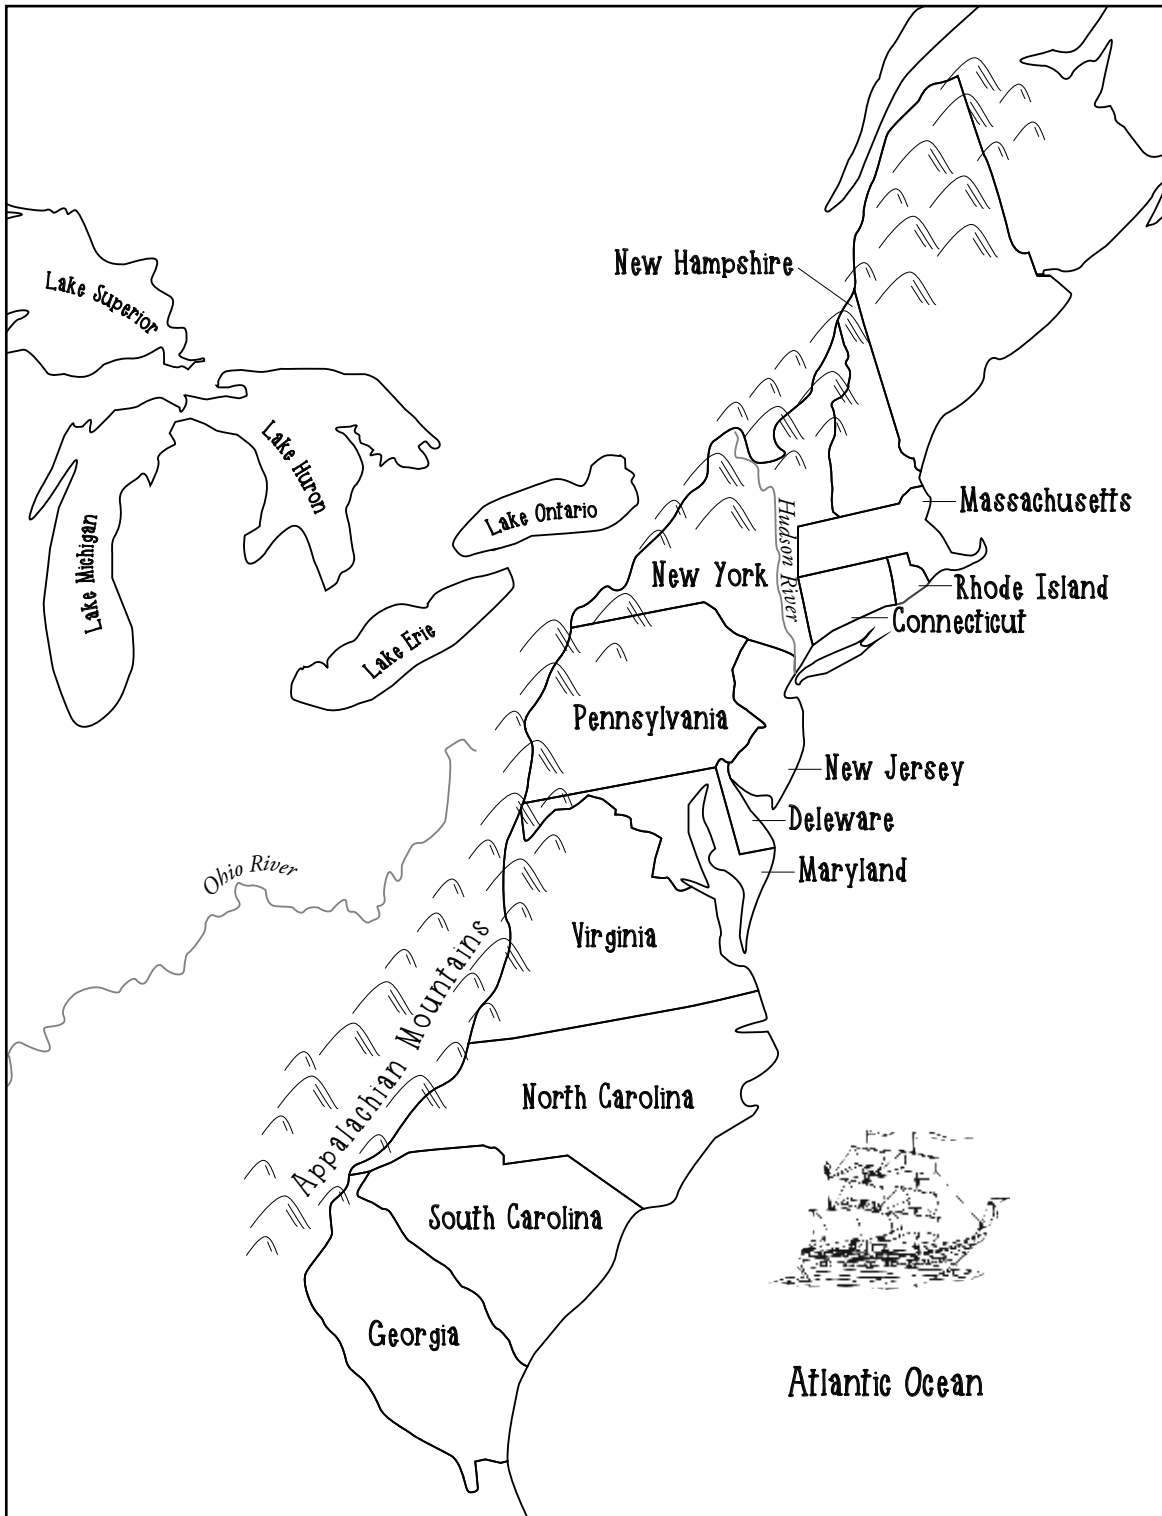 New Hampshire
Lake Superior
Lake Huron
Massachusetts
Lake Ontario
Hudson River
Lake Michigan
New York
Rhode Island
Connecticut
Lake Erie
Pennsylvania
New Jersey
Deleware
Ohio River
Maryland
Virginia
Appalachian Mountains
North Carolina
South Carolina
Georgia
Atlantic Ocean